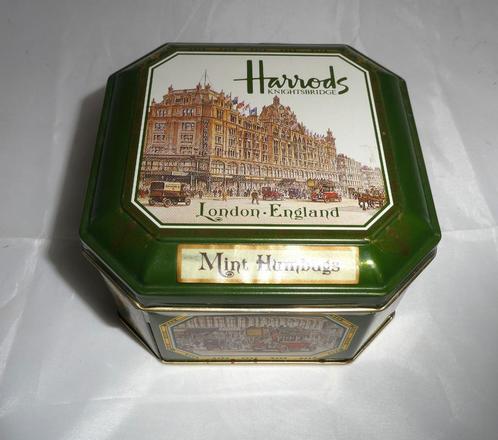 Harrods
KNIGHTSBRIDGE
London · England
Mint Humbugs